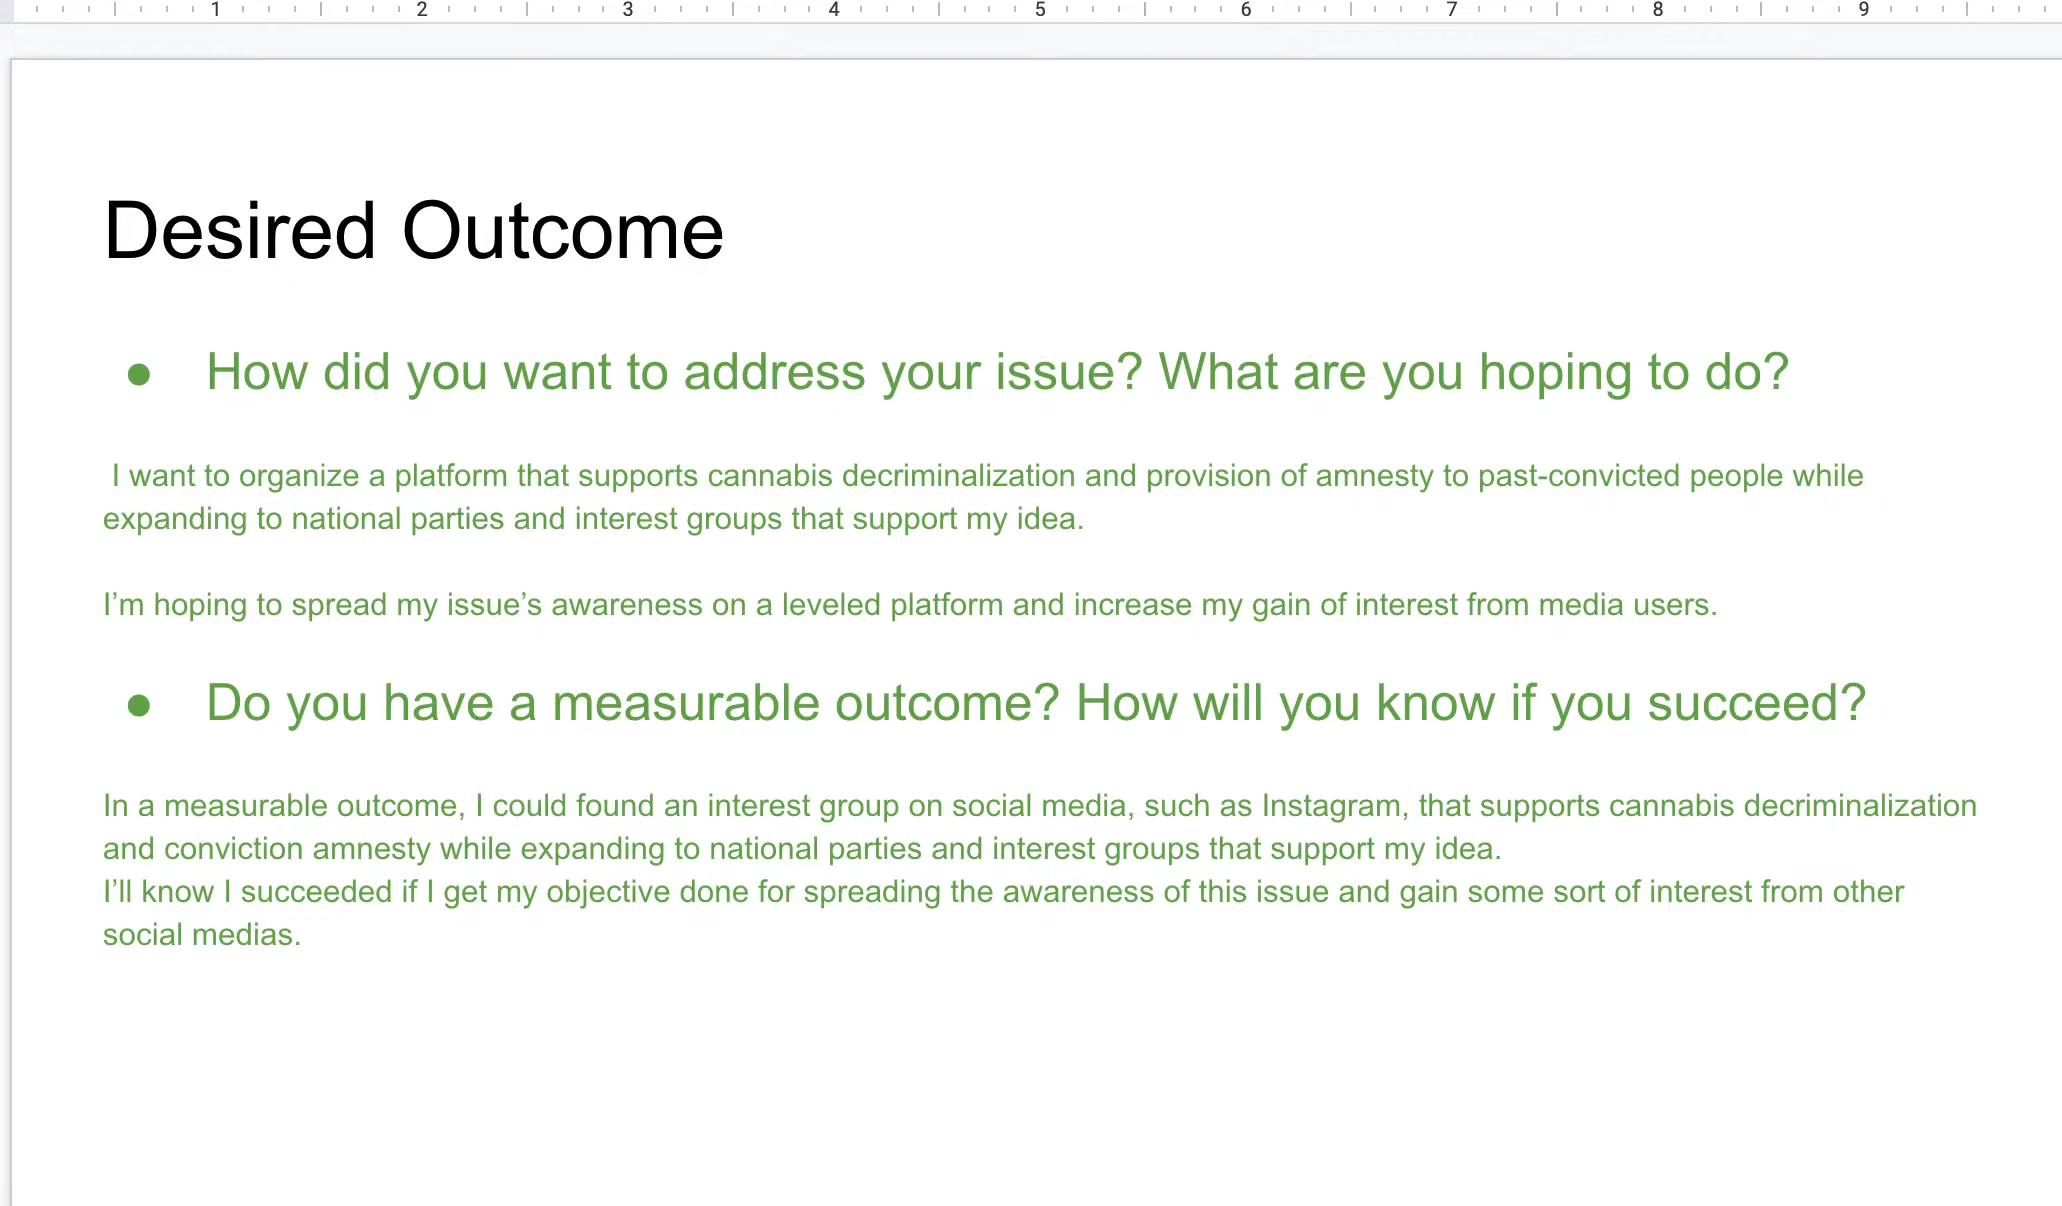 1 2 3 4 5 6 7 8 9
Desired Outcome
● How did you want to address your issue? What are you hoping to do?
I want to organize a platform that supports cannabis decriminalization and provision of amnesty to past-convicted people while
expanding to national parties and interest groups that support my idea.
I’m hoping to spread my issue’s awareness on a leveled platform and increase my gain of interest from media users.
● Do you have a measurable outcome? How will you know if you succeed?
In a measurable outcome, I could found an interest group on social media, such as Instagram, that supports cannabis decriminalization
and conviction amnesty while expanding to national parties and interest groups that support my idea.
I’ll know I succeeded if I get my objective done for spreading the awareness of this issue and gain some sort of interest from other
social medias.